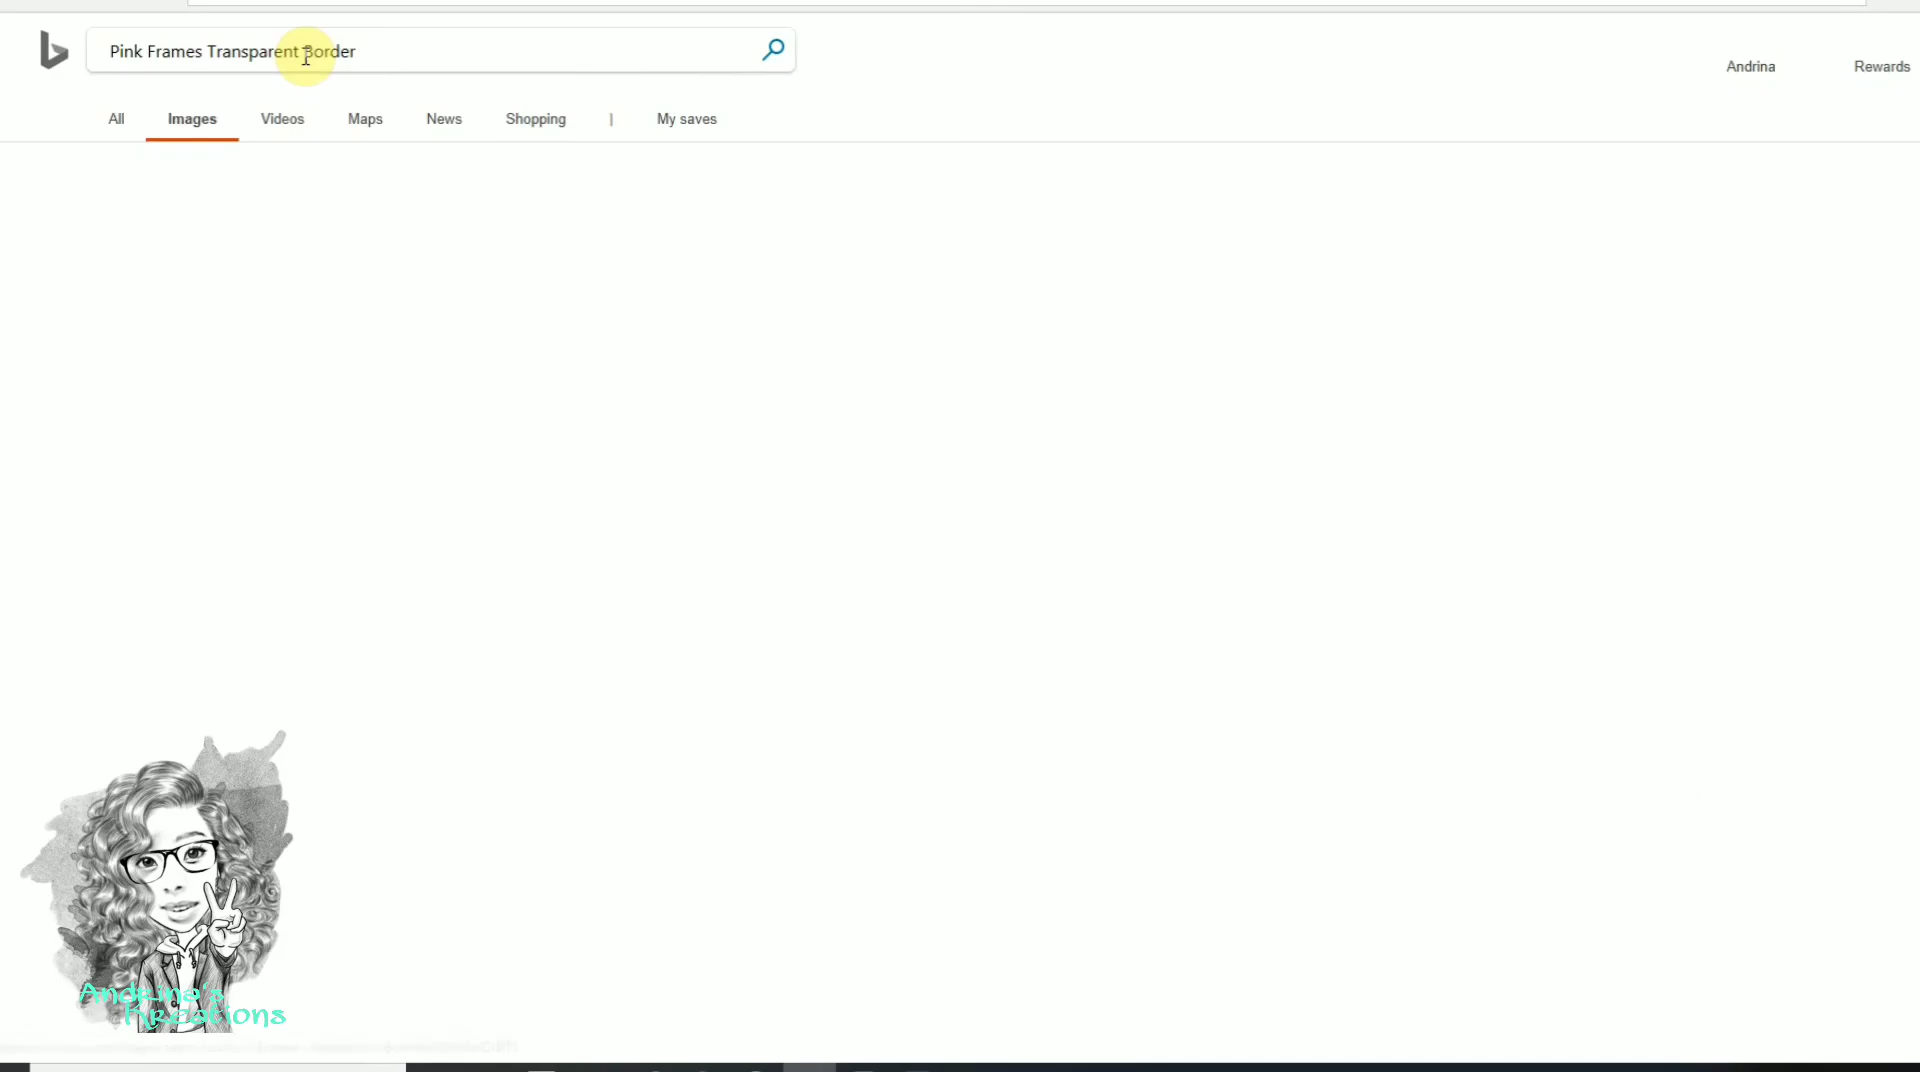 Pink Frames Transparent Border
Andrina
Rewards
All
Images
Videos
Maps
News
Shopping
|
My saves
Andrina's
Kreations